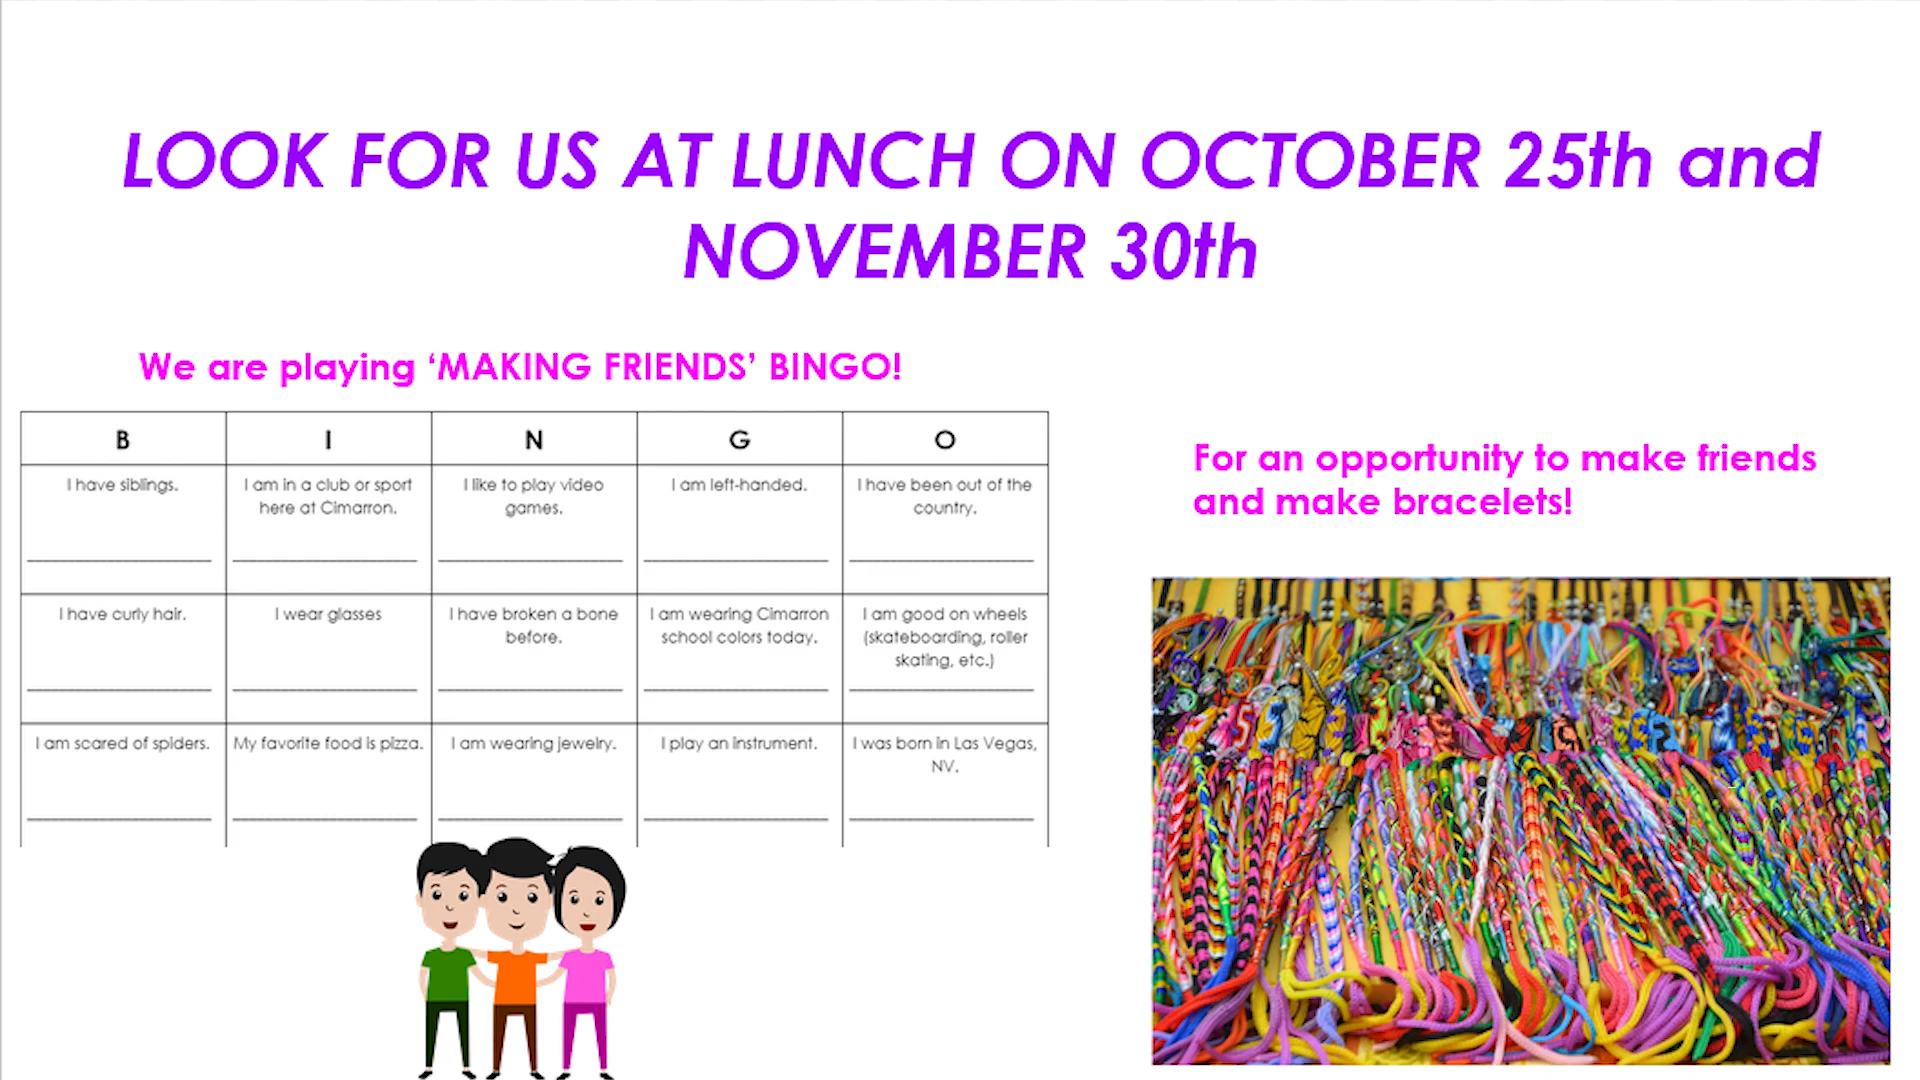 LOOK FOR US AT LUNCH ON OCTOBER 25th and
NOVEMBER 30th
We are playing ‘MAKING FRIENDS’ BINGO!
B I N G O
I have siblings.
I am in a club or sport
here at Cimarron.
I like to play video
games.
I am left-handed.
I have been out of the
country.
I have curly hair.
I wear glasses
I have broken a bone
before.
I am wearing Cimarron
school colors today.
I am good on wheels
(skateboarding, roller
skating, etc.)
I am scared of spiders.
My favorite food is pizza.
I am wearing jewelry.
I play an instrument.
I was born in Las Vegas,
NV.
For an opportunity to make friends
and make bracelets!